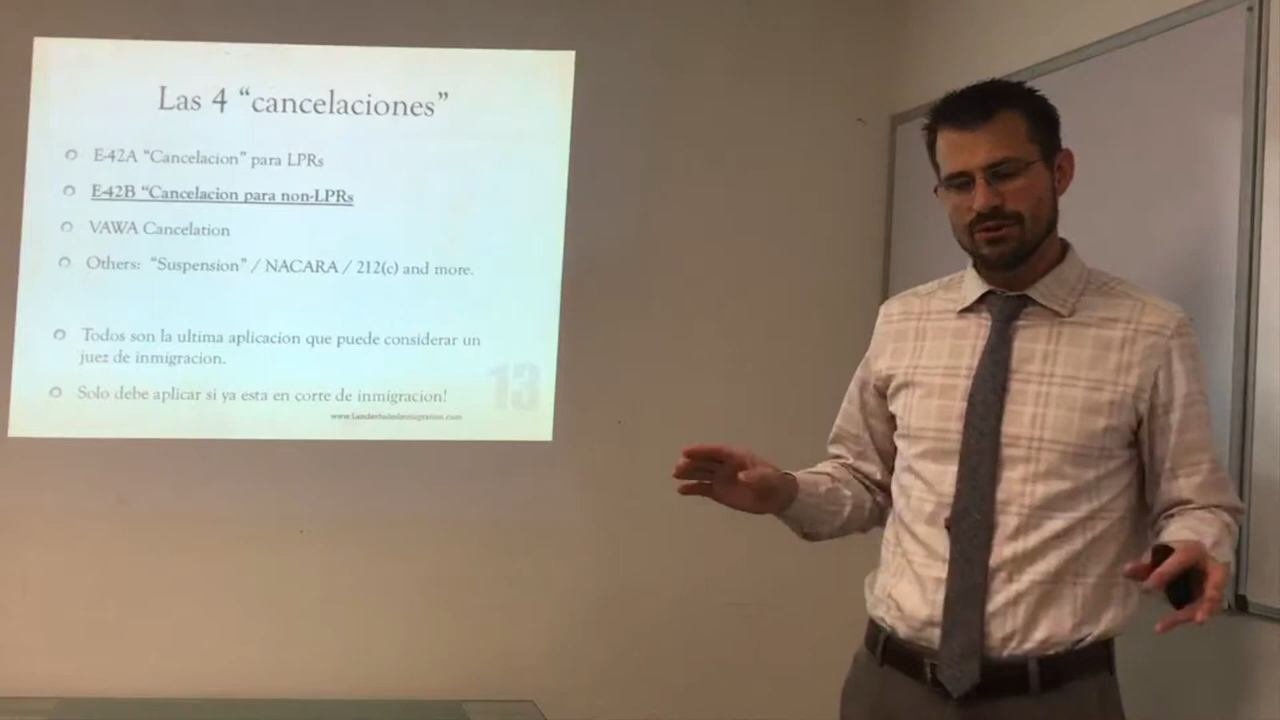 Las 4 “cancelaciones”
E-42A “Cancelacion” para LPRs
E-42B “Cancelacion para non-LPRs
VAWA Cancelation
Others: “Suspension” / NACARA / 212(c) and more.
Todos son la ultima aplicacion que puede considerar un
juez de inmigracion.
Solo debe aplicar si ya esta en corte de inmigracion!
13